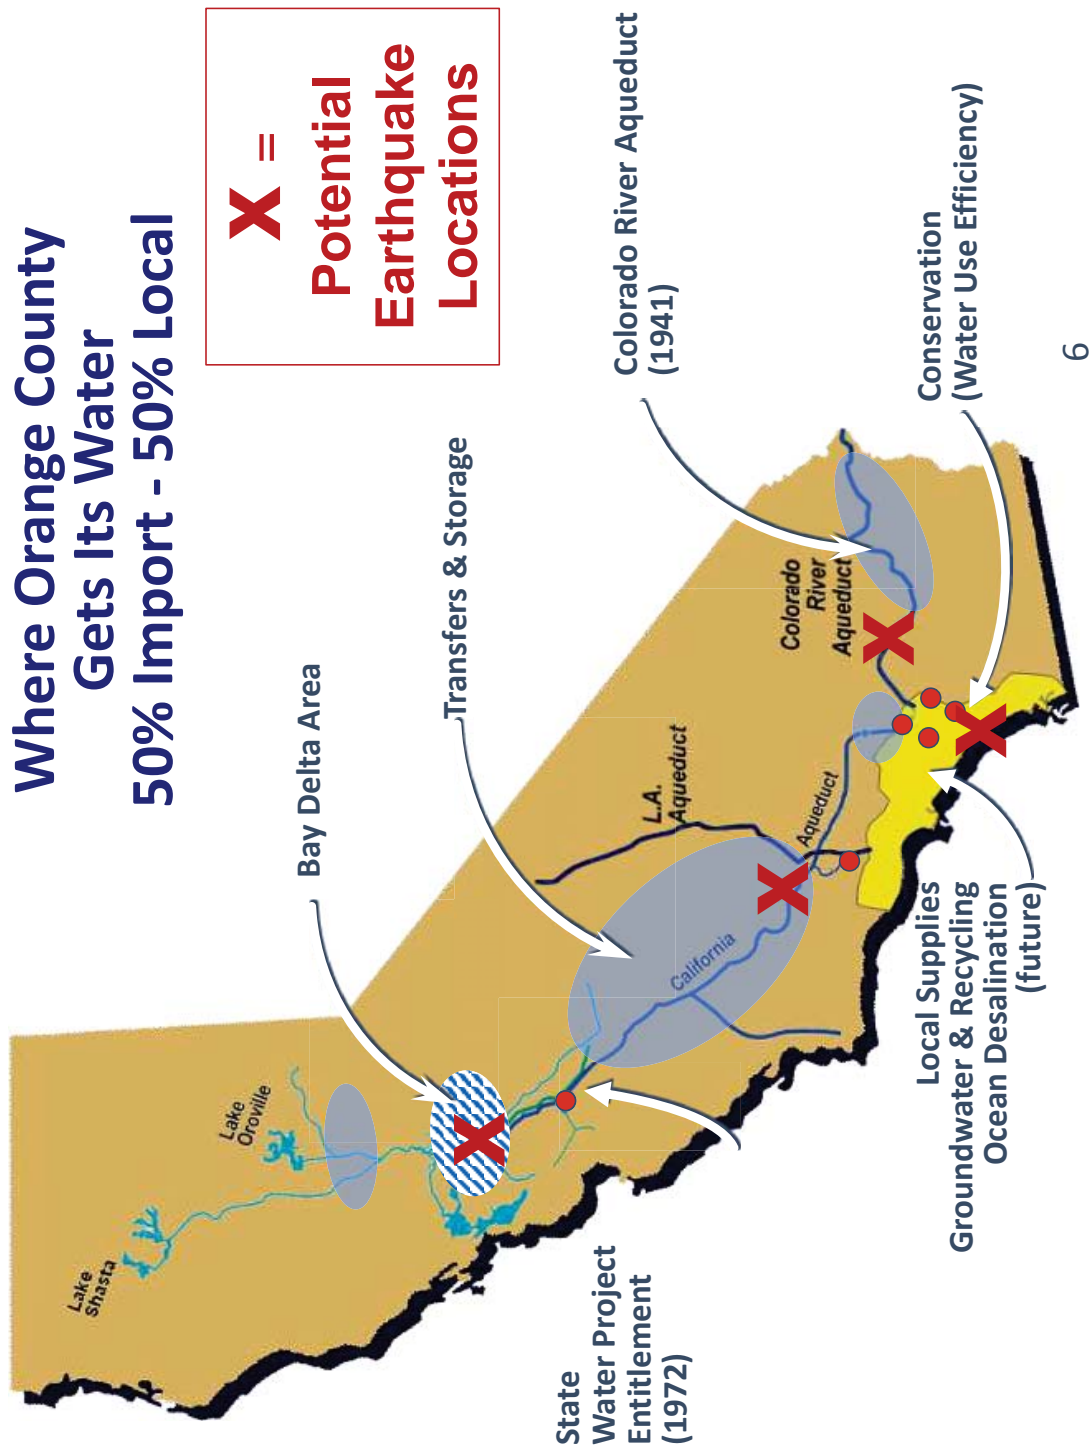 Where Orange County
Gets Its Water
50% Import - 50% Local
X =
Potential
Earthquake
Locations
Bay Delta Area
Transfers & Storage
Colorado River Aqueduct
(1941)
Conservation
(Water Use Efficiency)
Lake
Shasta
Lake
Oroville
L.A.
Aqueduct
California
Aqueduct
Colorado
River
Aqueduct
X
X
X
X
State
Water Project
Entitlement
(1972)
Local Supplies
Groundwater & Recycling
Ocean Desalination
(future)
6